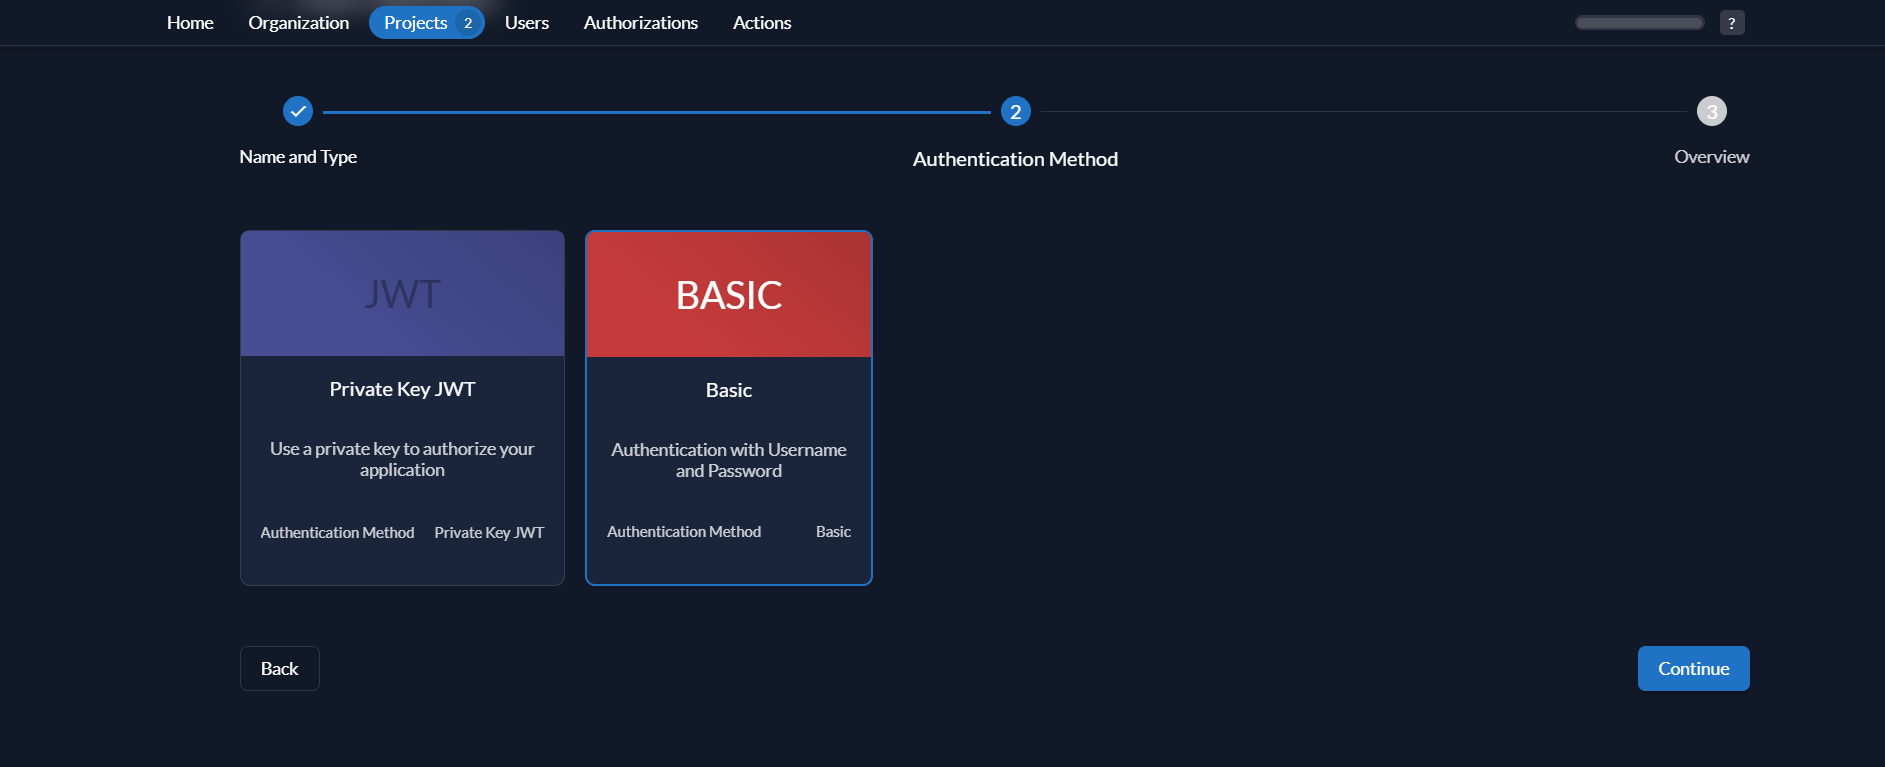 Home Organization Projects 2 Users Authorizations Actions ?
2 3
Name and Type Authentication Method Overview
JWT
Private Key JWT
Use a private key to authorize your
application
Authentication Method Private Key JWT
BASIC
Basic
Authentication with Username
and Password
Authentication Method Basic
Back Continue